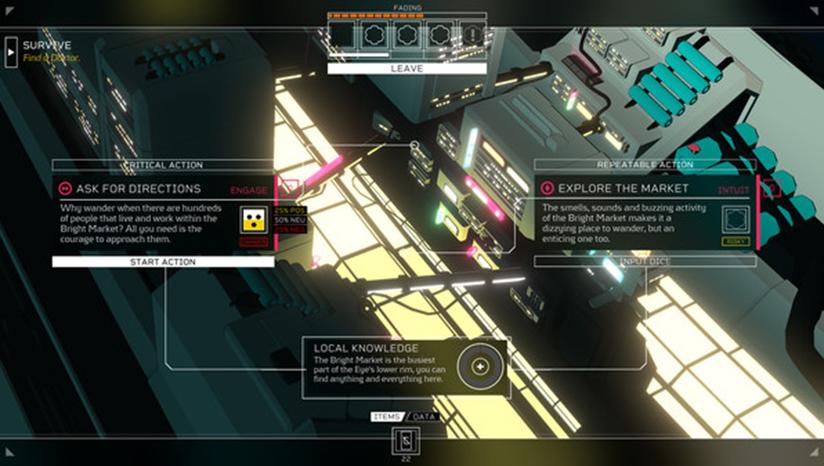 FADING
SURVIVE
Find a Doctor.
LEAVE
CRITICAL ACTION
ASK FOR DIRECTIONS
ENGAGE
Why wander when there are hundreds
of people that live and work within the
Bright Market? All you need is the
courage to approach them.
25% POS
50% NEU
25% NEG
START ACTION
REPEATABLE ACTION
EXPLORE THE MARKET
INTUIT
The smells, sounds and buzzing activity
of the Bright Market makes it a
dizzying place to wander, but an
enticing one too.
RISKY
INPUT DICE
LOCAL KNOWLEDGE
The Bright Market is the busiest
part of the Eye's lower rim, you can
find anything and everything here.
ITEMS / DATA
22